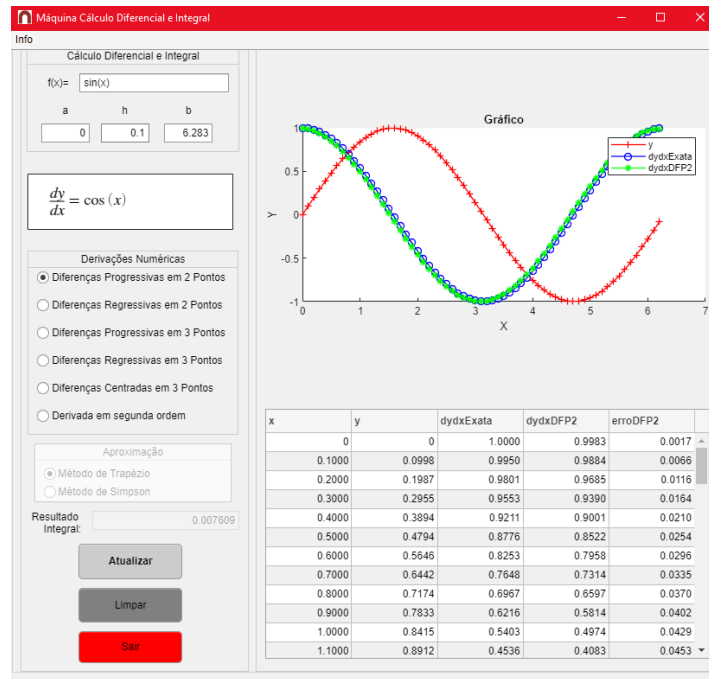 Máquina Cálculo Diferencial e Integral
Info
Cálculo Diferencial e Integral
f(x)= sin(x)
a h b
0 0.1 6.283
dy/dx = cos (x)
Derivações Numéricas
Diferenças Progressivas em 2 Pontos
Diferenças Regressivas em 2 Pontos
Diferenças Progressivas em 3 Pontos
Diferenças Regressivas em 3 Pontos
Diferenças Centradas em 3 Pontos
Derivada em segunda ordem
Aproximação
Método de Trapézio
Método de Simpson
Resultado Integral: 0.007609
Atualizar
Limpar
Sair
Gráfico
y
dydxExata
dydxDFP2
1
0.5
0
-0.5
-1
Y
0 1 2 3 4 5 6 7
X
x y dydxExata dydxDFP2 erroDFP2
0 0 1.0000 0.9983 0.0017
0.1000 0.0998 0.9950 0.9884 0.0066
0.2000 0.1987 0.9801 0.9685 0.0116
0.3000 0.2955 0.9553 0.9390 0.0164
0.4000 0.3894 0.9211 0.9001 0.0210
0.5000 0.4794 0.8776 0.8522 0.0254
0.6000 0.5646 0.8253 0.7958 0.0296
0.7000 0.6442 0.7648 0.7314 0.0335
0.8000 0.7174 0.6967 0.6597 0.0370
0.9000 0.7833 0.6216 0.5814 0.0402
1.0000 0.8415 0.5403 0.4974 0.0429
1.1000 0.8912 0.4536 0.4083 0.0453